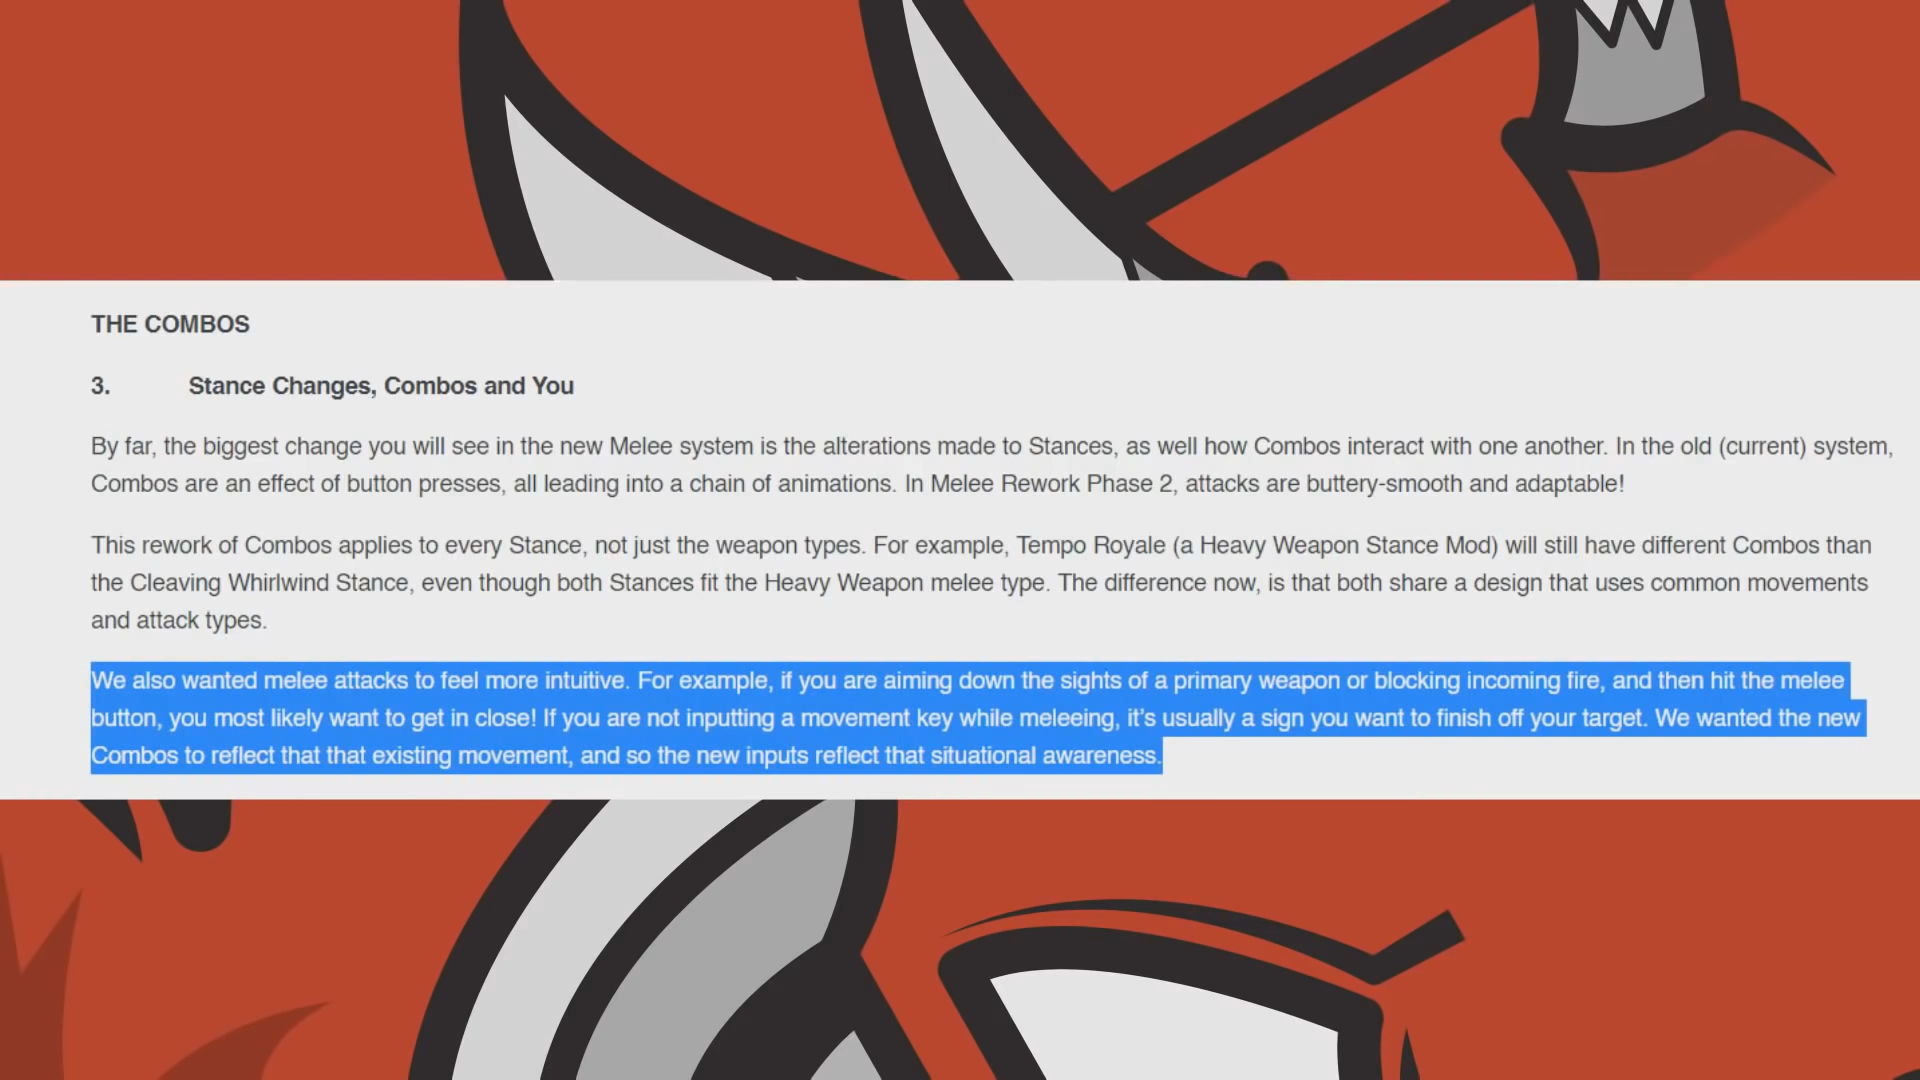 THE COMBOS
3. Stance Changes, Combos and You
By far, the biggest change you will see in the new Melee system is the alterations made to Stances, as well how Combos interact with one another. In the old (current) system,
Combos are an effect of button presses, all leading into a chain of animations. In Melee Rework Phase 2, attacks are buttery-smooth and adaptable!
This rework of Combos applies to every Stance, not just the weapon types. For example, Tempo Royale (a Heavy Weapon Stance Mod) will still have different Combos than
the Cleaving Whirlwind Stance, even though both Stances fit the Heavy Weapon melee type. The difference now, is that both share a design that uses common movements
and attack types.
We also wanted melee attacks to feel more intuitive. For example, if you are aiming down the sights of a primary weapon or blocking incoming fire, and then hit the melee
button, you most likely want to get in close! If you are not inputting a movement key while meleeing, it’s usually a sign you want to finish off your target. We wanted the new
Combos to reflect that that existing movement, and so the new inputs reflect that situational awareness.